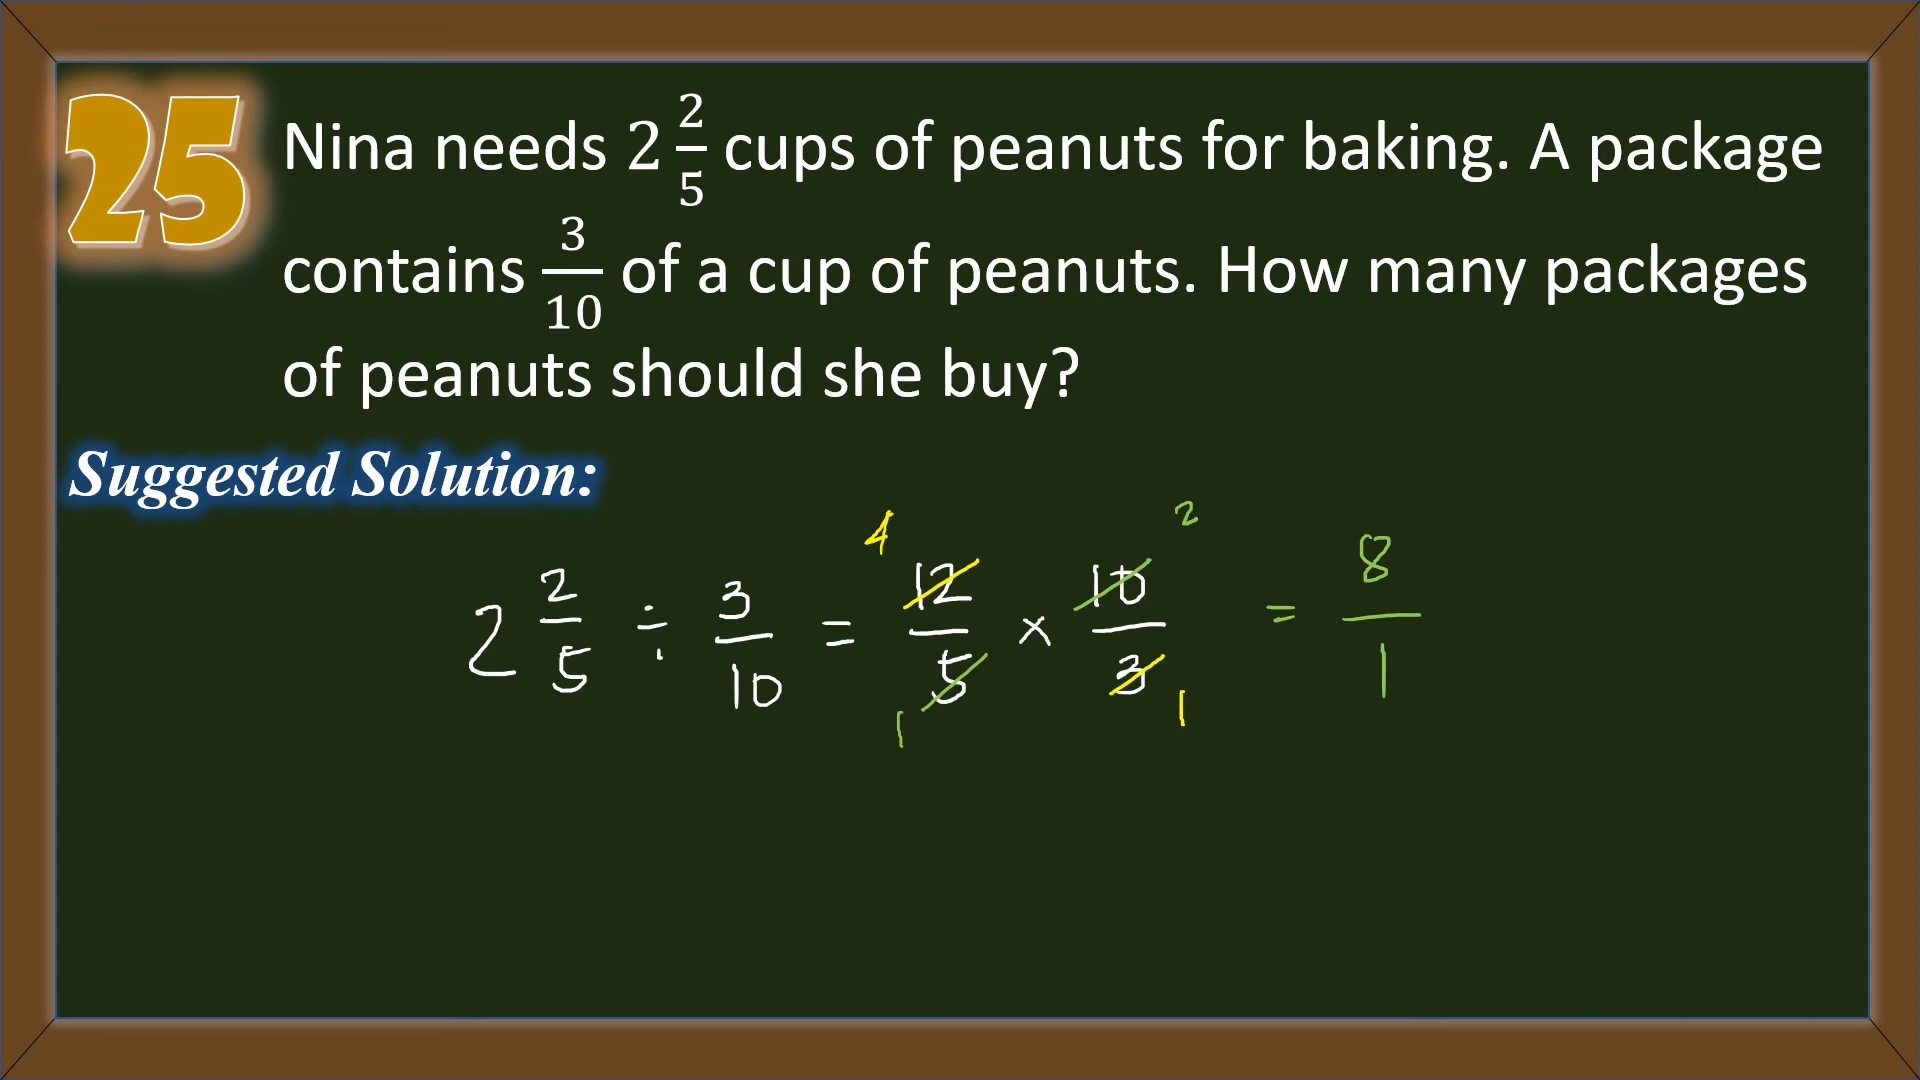 25
Nina needs 2 2/5 cups of peanuts for baking. A package
contains 3/10 of a cup of peanuts. How many packages
of peanuts should she buy?
Suggested Solution:
4 2
2 2/5 ÷ 3/10 = 12/5 × 10/3 = 8/1
1 1